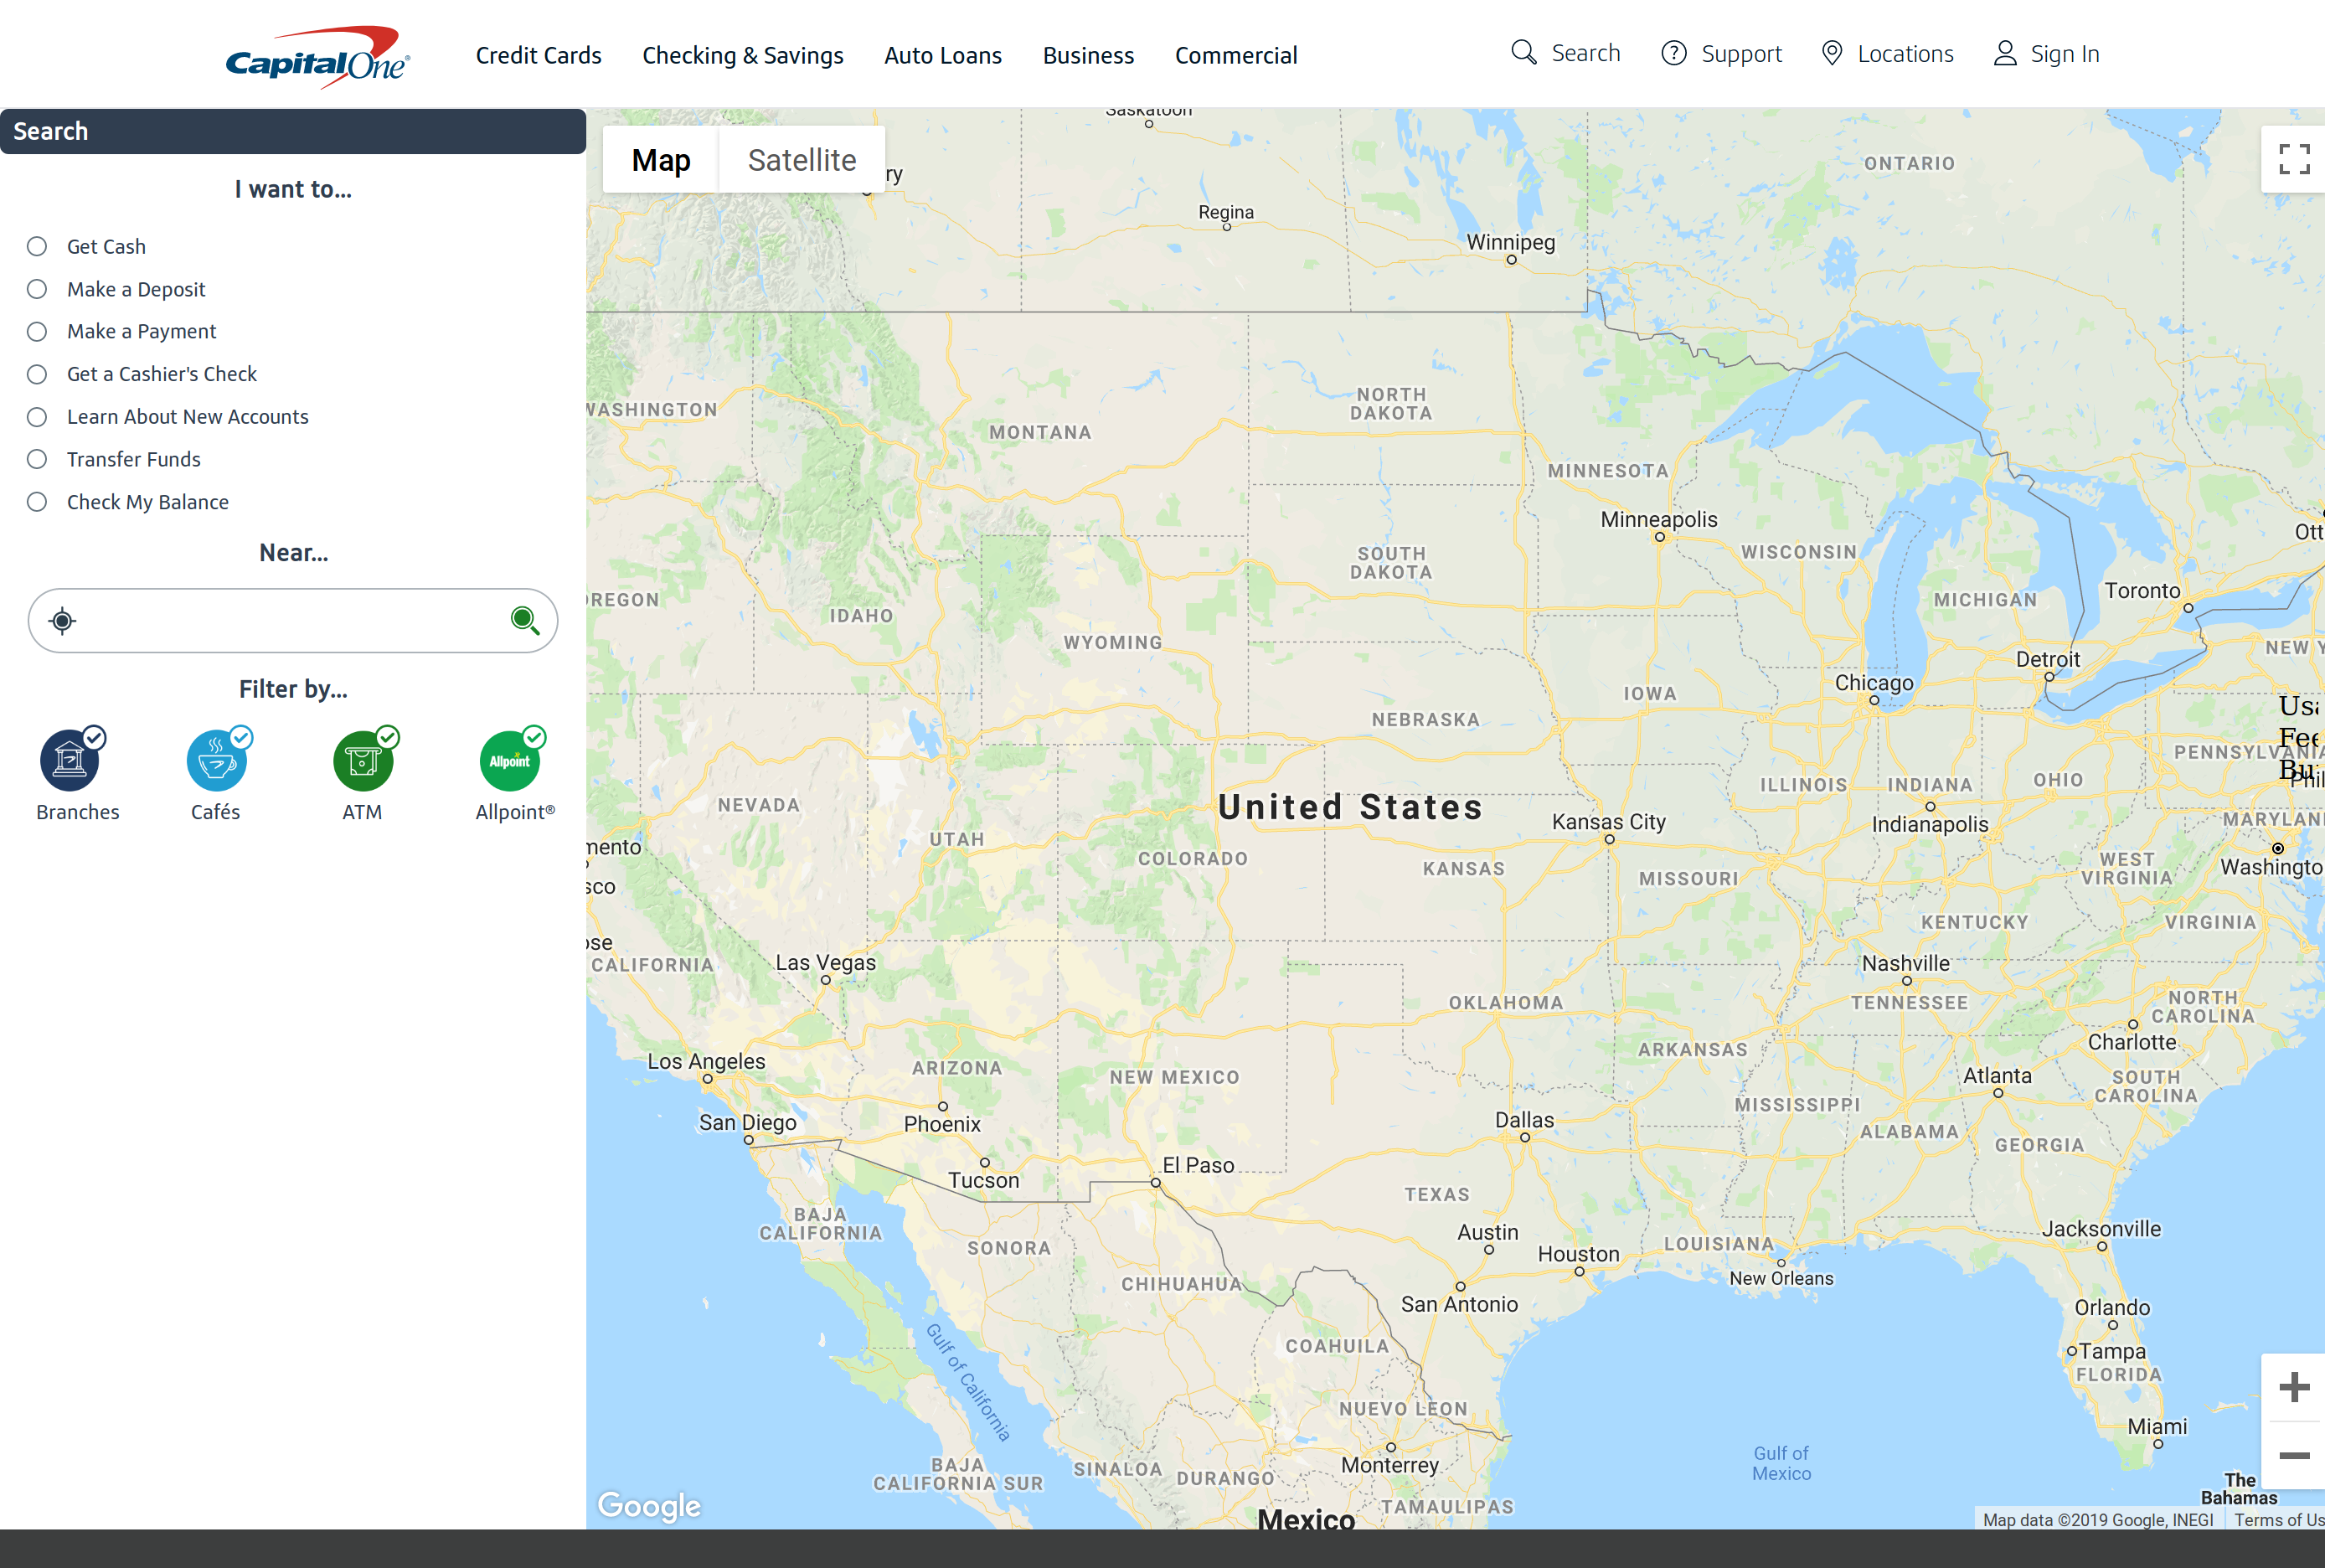 CapitalOne®
Credit Cards
Checking & Savings
Auto Loans
Business
Commercial
Search
Support
Locations
Sign In
Search
I want to...
Get Cash
Make a Deposit
Make a Payment
Get a Cashier's Check
Learn About New Accounts
Transfer Funds
Check My Balance
Near...
Filter by...
Allpoint
Branches
Cafés
ATM
Allpoint®
Map
Satellite
Saskatoon
ry
Regina
Winnipeg
ONTARIO
WASHINGTON
MONTANA
NORTH
DAKOTA
MINNESOTA
Minneapolis
WISCONSIN
SOUTH
DAKOTA
Ott
Toronto
MICHIGAN
OREGON
IDAHO
WYOMING
NEW Y
Detroit
Chicago
IOWA
NEBRASKA
Usa
Fee
PENNSYLVANIA
Bu
Phil
ILLINOIS
INDIANA
OHIO
NEVADA
United States
Kansas City
Indianapolis
MARYLAN
UTAH
COLORADO
KANSAS
MISSOURI
WEST
VIRGINIA
Washingto
mento
sco
ose
KENTUCKY
VIRGINIA
CALIFORNIA
Las Vegas
Nashville
TENNESSEE
OKLAHOMA
NORTH
CAROLINA
Charlotte
ARKANSAS
Los Angeles
ARIZONA
NEW MEXICO
Atlanta
SOUTH
CAROLINA
MISSISSIPPI
San Diego
Phoenix
Dallas
ALABAMA
GEORGIA
Tucson
El Paso
TEXAS
BAJA
CALIFORNIA
SONORA
Austin
Houston
LOUISIANA
Jacksonville
CHIHUAHUA
New Orleans
San Antonio
Orlando
COAHUILA
Tampa
FLORIDA
Gulf of California
NUEVO LEON
Miami
Gulf of
Mexico
BAJA
CALIFORNIA SUR
SINALOA
DURANGO
Monterrey
The
Bahamas
TAMAULIPAS
Google
Mexico
Map data ©2019 Google, INEGI
Terms of Us